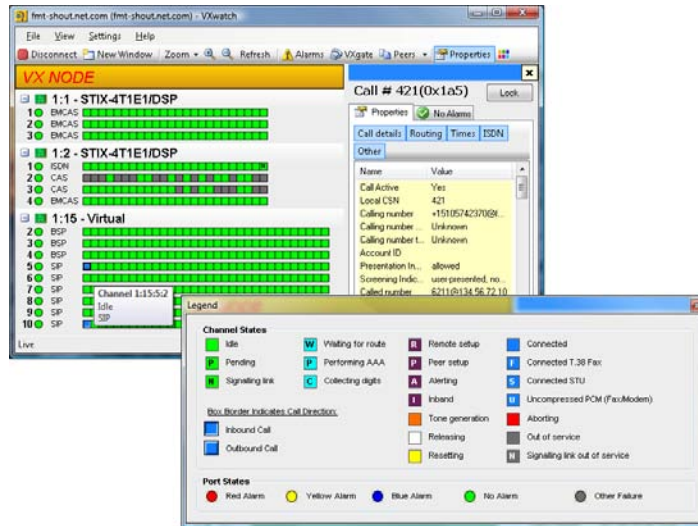 fmt-shout.net.com (fmt-shout.net.com) - VXwatch
File View Settings Help
Disconnect New Window Zoom Refresh Alarms VXgate Peers Properties
VX NODE
1:1 - STIX-4T1E1/DSP
1 EMCAS
2 EMCAS
3 EMCAS
1:2 - STIX-4T1E1/DSP
1 ISDN
2 CAS
3 CAS
4 EMCAS
1:15 - Virtual
2 BSP
3 BSP
4 BSP
5 SIP
6 SIP
7 SIP
8 SIP
9 SIP
10 SIP
Channel 1:15:5:2
Idle
SIP
Live
Call # 421(0x1a5) Lock
Properties No Alarms
Call details Routing Times ISDN
Other
Name Value
Call Active Yes
Local CSN 421
Calling number
Calling number ... Unknown
Calling number t... Unknown
Account ID
Presentation In... allowed
Screening Indic... user-presented, no...
Called number 6211@134.56.72.10
Legend
Channel States
Idle
P Pending
N Signalling link
W Waiting for route
P Performing AAA
C Collecting digits
R Remote setup
P Peer setup
A Alerting
I Inband
Tone generation
Releasing
Resetting
Connected
F Connected T.38 Fax
S Connected STU
U Uncompressed PCM (Fax/Modem)
Aborting
Out of service
N Signalling link out of service
Box Border Indicates Call Direction:
Inbound Call
Outbound Call
Port States
Red Alarm Yellow Alarm Blue Alarm No Alarm Other Failure